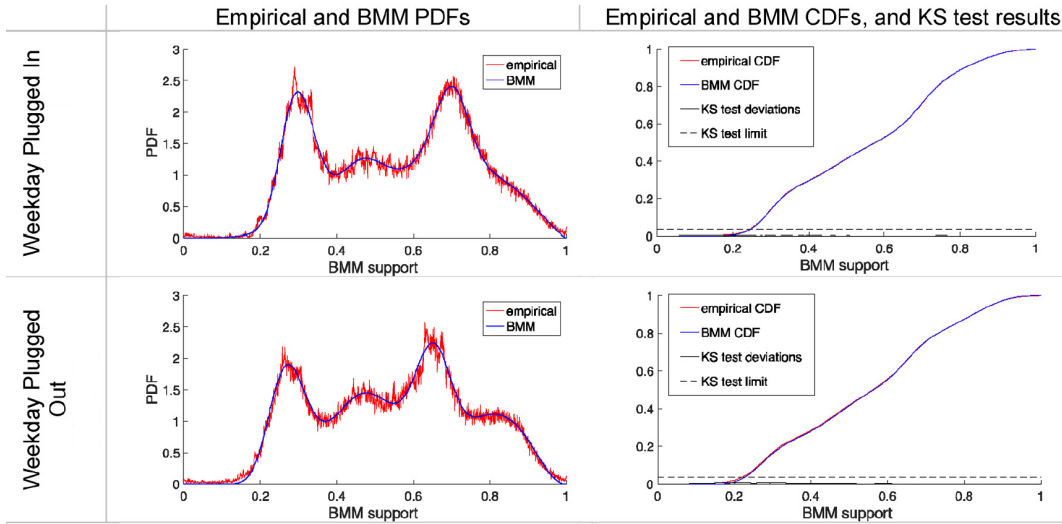 Empirical and BMM PDFs
Empirical and BMM CDFs, and KS test results
Weekday Plugged In
3
2.5
2
1.5
1
0.5
0
PDF
empirical
BMM
0
0.2
0.4
0.6
0.8
1
BMM support
1
0.8
0.6
0.4
0.2
0
empirical CDF
BMM CDF
KS test deviations
KS test limit
0
0.2
0.4
0.6
0.8
1
BMM support
Weekday Plugged
Out
3
2.5
2
1.5
1
0.5
0
PDF
empirical
BMM
0
0.2
0.4
0.6
0.8
1
BMM support
1
0.8
0.6
0.4
0.2
0
empirical CDF
BMM CDF
KS test deviations
KS test limit
0
0.2
0.4
0.6
0.8
1
BMM support